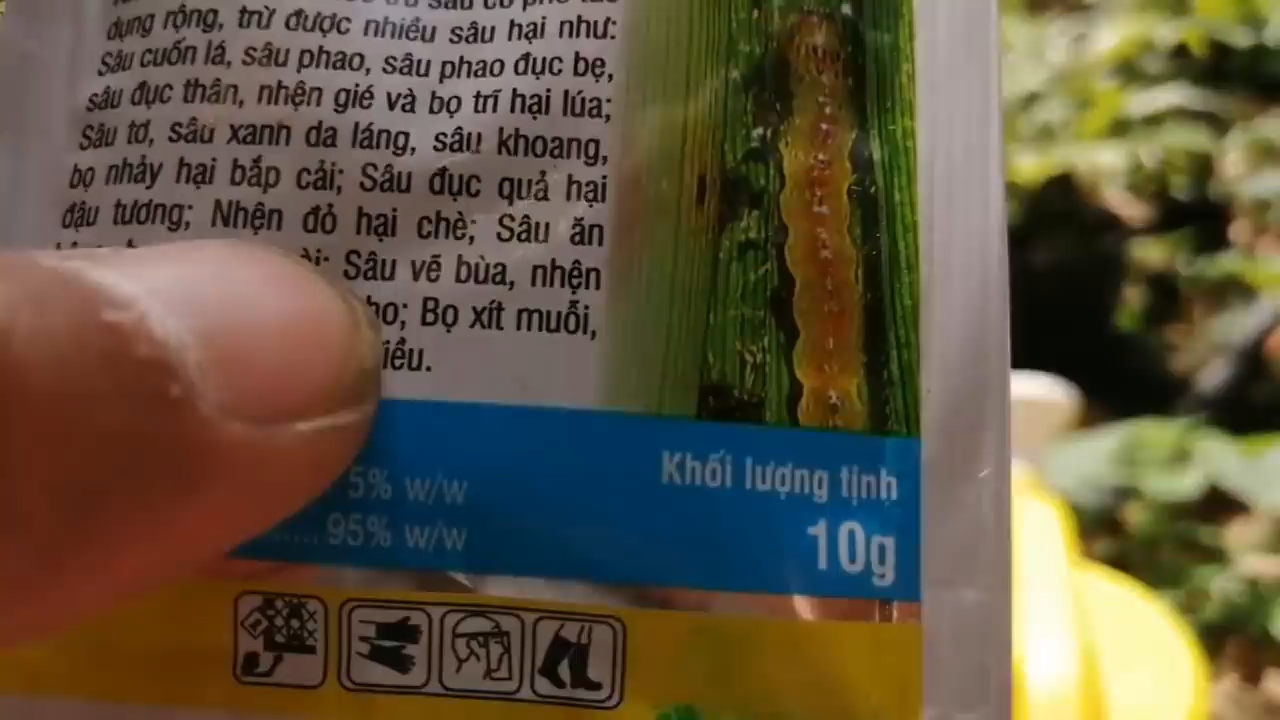 dụng rộng, trừ được nhiều sâu hại như:
Sâu cuốn lá, sâu phao, sâu phao đục bẹ,
sâu đục thân, nhện gié và bọ trĩ hại lúa;
Sâu tơ, sâu xanh da láng, sâu khoang,
bọ nhảy hại bắp cải; Sâu đục quả hại
đậu tương; Nhện đỏ hại chè; Sâu ăn
Sâu vẽ bùa, nhện
Bọ xít muỗi,
5% w/w
95% w/w
Khối lượng tịnh
10g